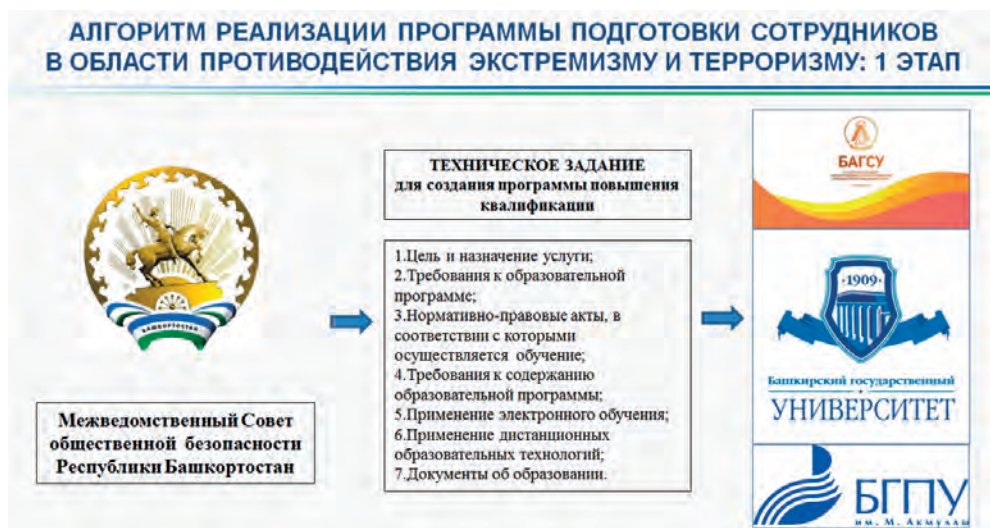 АЛГОРИТМ РЕАЛИЗАЦИИ ПРОГРАММЫ ПОДГОТОВКИ СОТРУДНИКОВ
В ОБЛАСТИ ПРОТИВОДЕЙСТВИЯ ЭКСТРЕМИЗМУ И ТЕРРОРИЗМУ: 1 ЭТАП
БАШКОРТОСТАН
Межведомственный Совет
общественной безопасности
Республики Башкортостан
ТЕХНИЧЕСКОЕ ЗАДАНИЕ
для создания программы повышения
квалификации
1.Цель и назначение услуги;
2.Требования к образовательной
программе;
3.Нормативно-правовые акты, в
соответствии с которыми
осуществляется обучение;
4.Требования к содержанию
образовательной программы;
5.Применение электронного обучения;
6.Применение дистанционных
образовательных технологий;
7.Документы об образовании.
БАГСУ
·1909·
Башкирский государственный
УНИВЕРСИТЕТ
БГПУ
им. М. Акмуллы